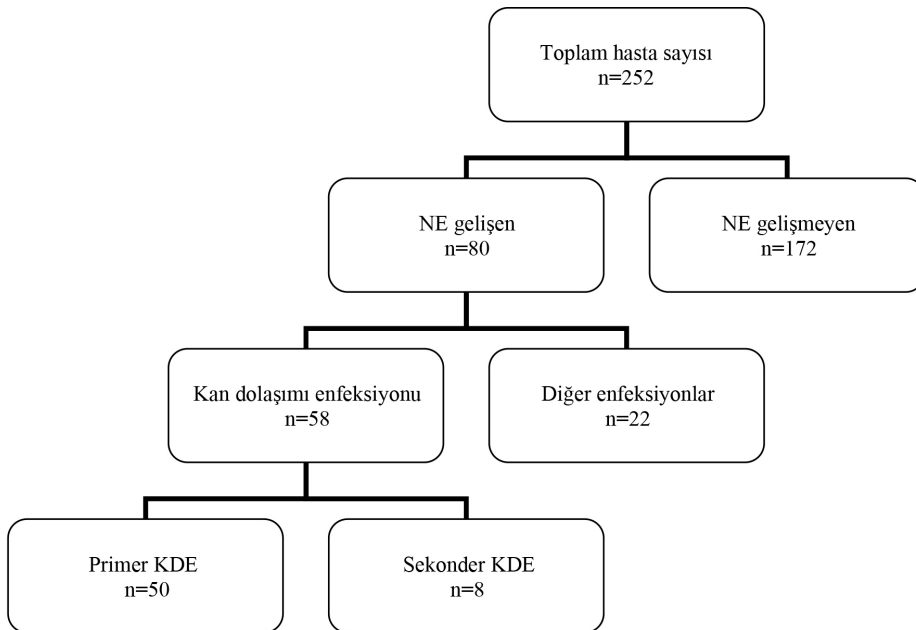 Toplam hasta sayısı
n=252
NE gelişen
n=80
NE gelişmeyen
n=172
Kan dolaşımı enfeksiyonu
n=58
Diğer enfeksiyonlar
n=22
Primer KDE
n=50
Sekonder KDE
n=8